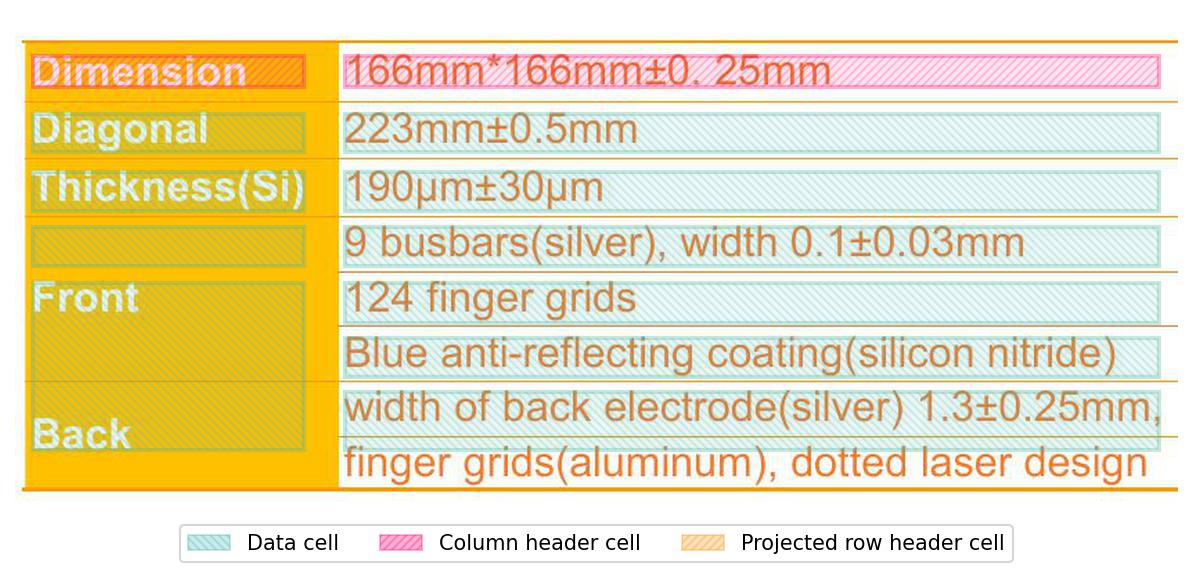 Dimension 166mm*166mm±0. 25mm
Diagonal 223mm±0.5mm
Thickness(Si) 190μm±30μm
9 busbars(silver), width 0.1±0.03mm
Front 124 finger grids
Blue anti-reflecting coating(silicon nitride)
width of back electrode(silver) 1.3±0.25mm,
Back
finger grids(aluminum), dotted laser design
Data cell Column header cell Projected row header cell